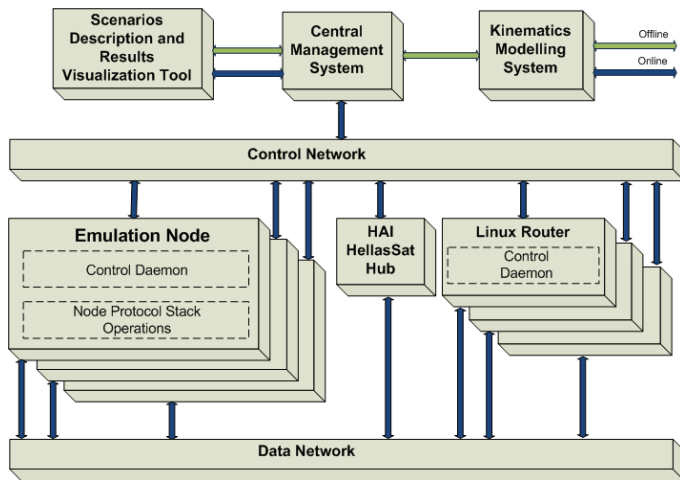 Scenarios
Description and
Results
Visualization Tool
Central
Management
System
Kinematics
Modelling
System
Offline
Online
Control Network
Emulation Node
Control Daemon
Node Protocol Stack
Operations
HAI
HellasSat
Hub
Linux Router
Control
Daemon
Data Network